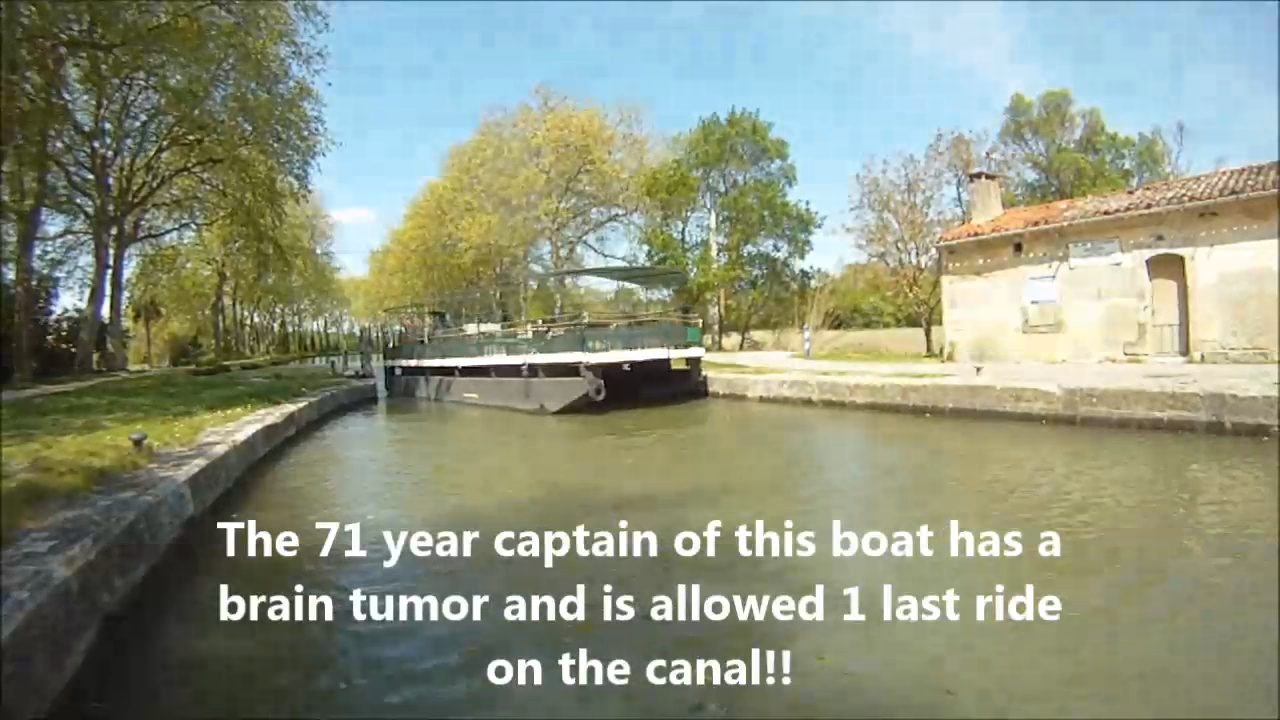 The 71 year captain of this boat has a
brain tumor and is allowed 1 last ride
on the canal!!